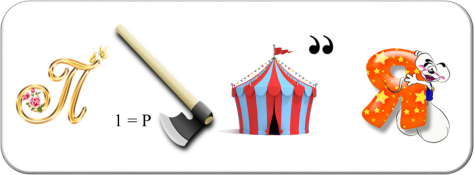 П
1 = Р
„
Я